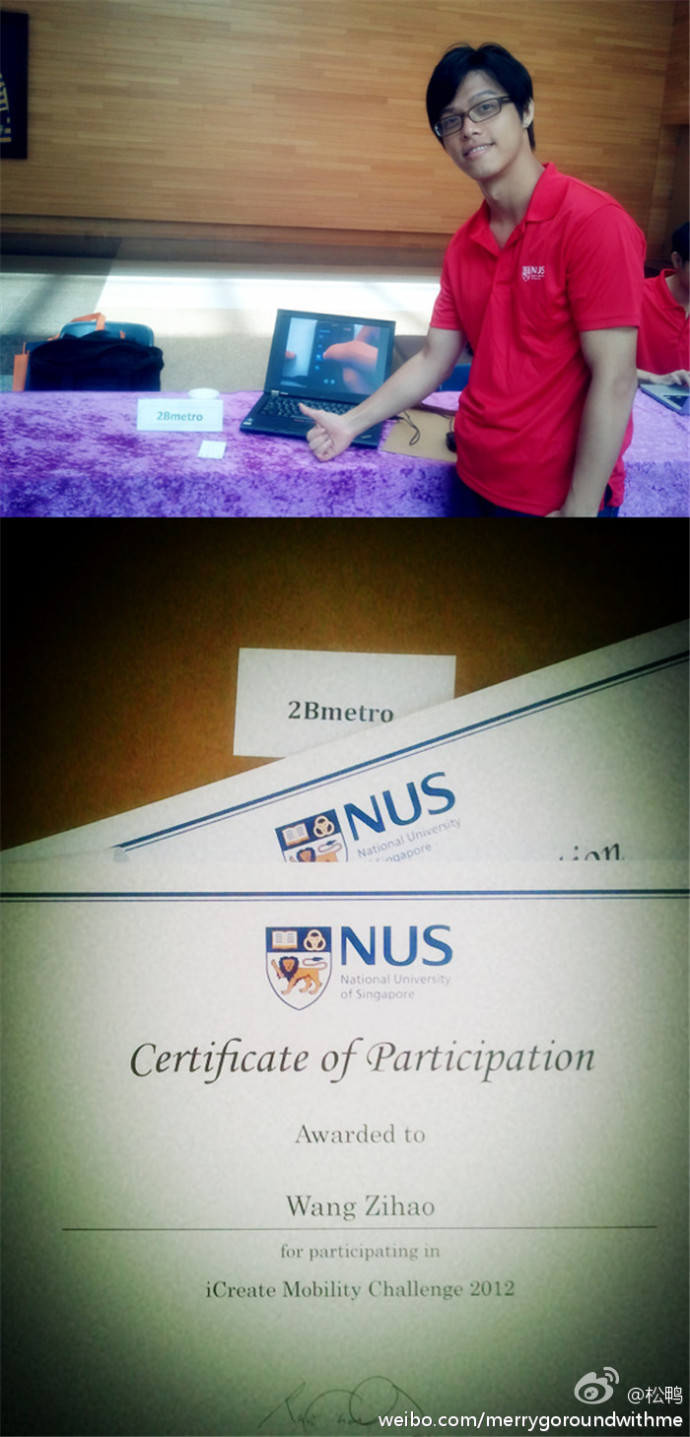 NUS
2Bmetro
2Bmetro
NUS
National University
of Singapore
NUS
National University
of Singapore
Certificate of Participation
Awarded to
Wang Zihao
for participating in
iCreate Mobility Challenge 2012
@松鸭
weibo.com/merrygoroundwithme